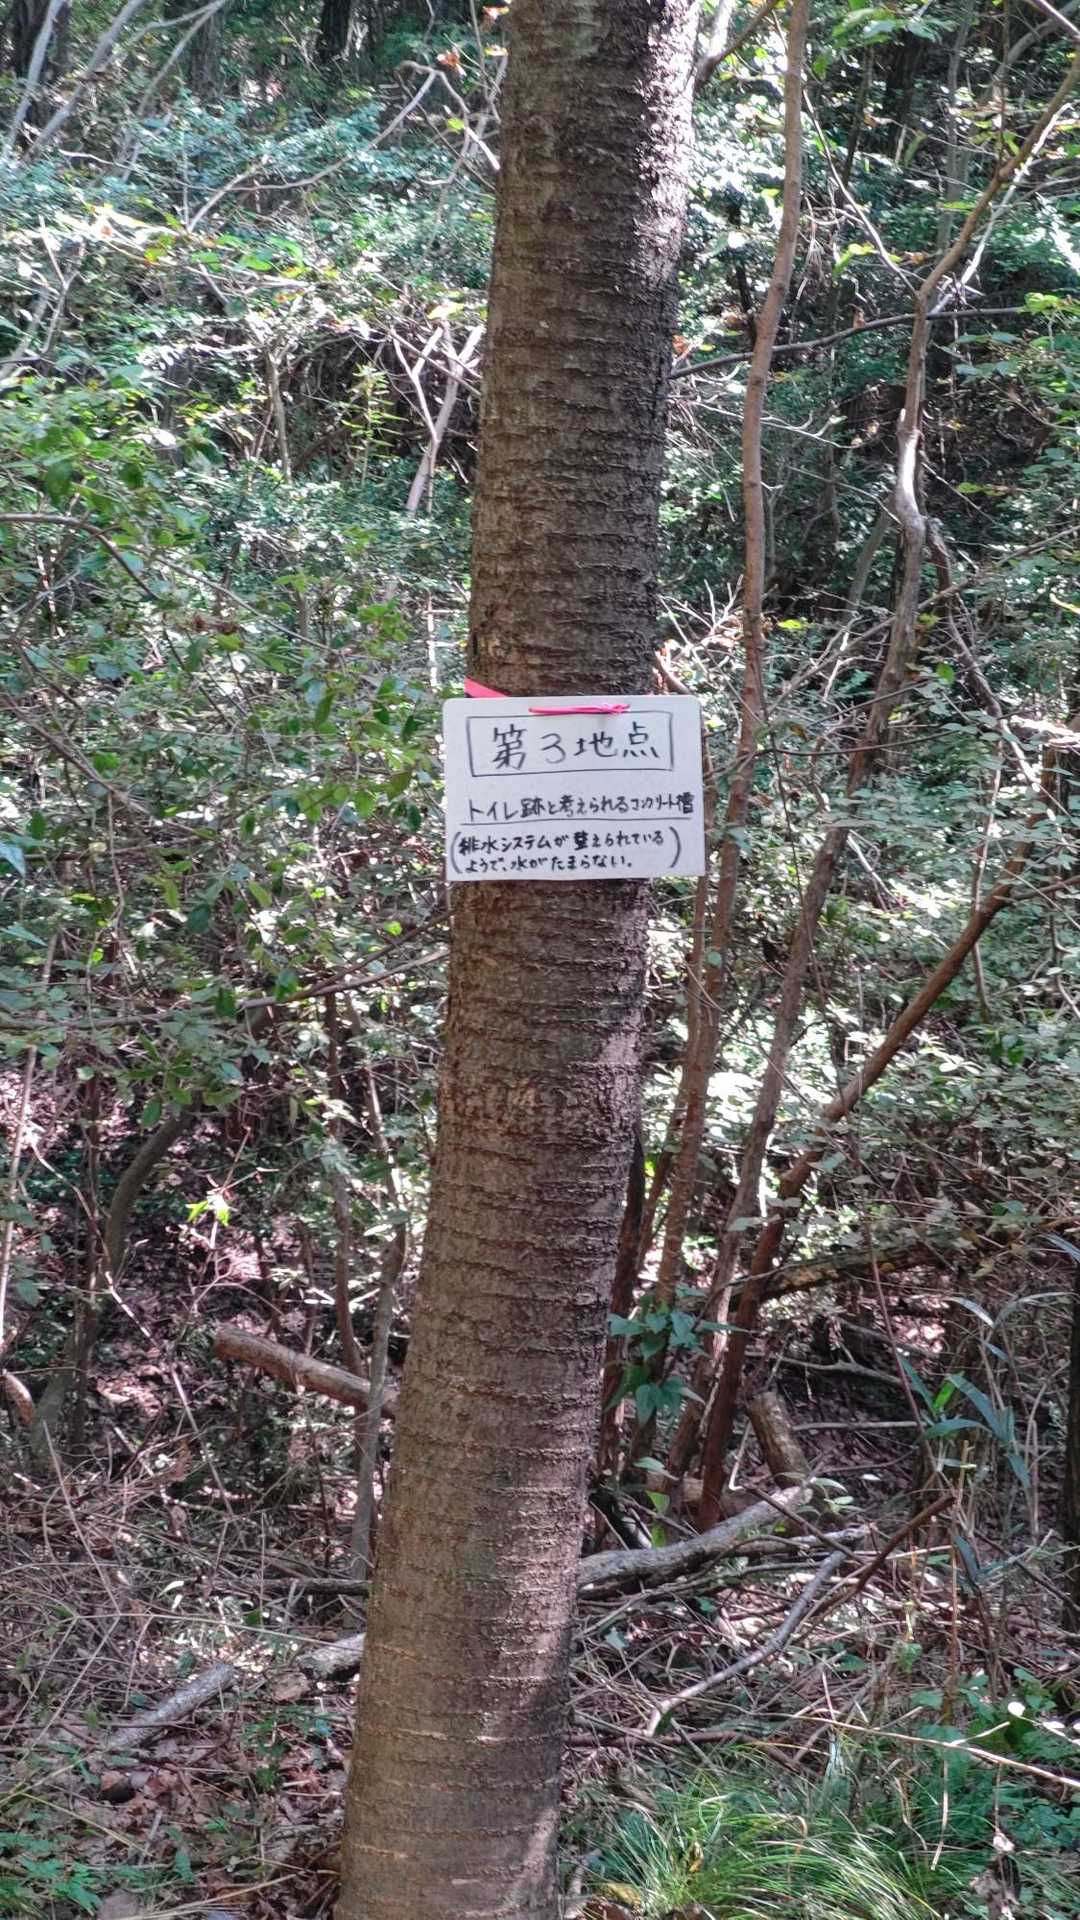 第3地点
トイレ跡と考えられるコンクリート槽
(排水システムが整えられている
ようで、水がたまらない。)